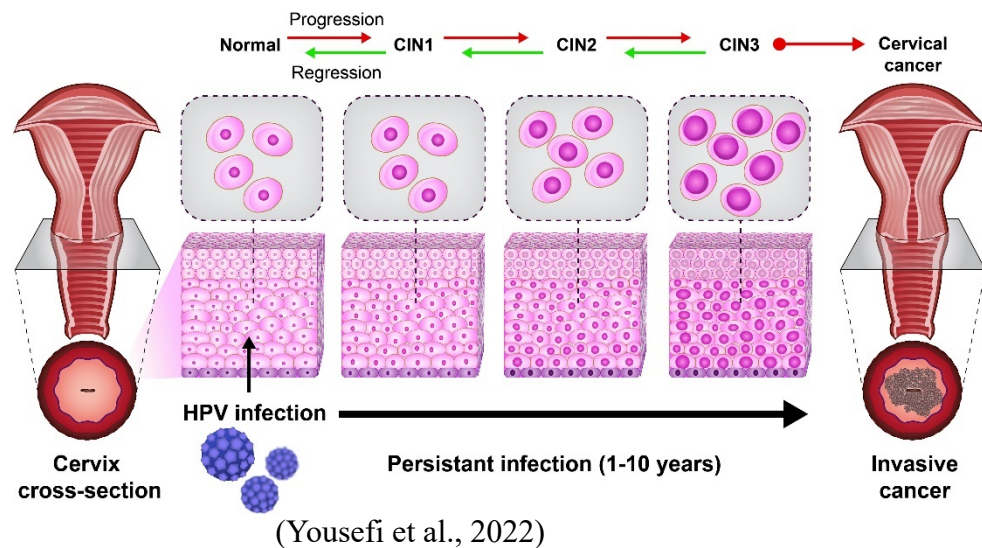 Progression
Normal CIN1 CIN2 CIN3 Cervical
cancer
Regression
HPV infection
Persistant infection (1-10 years)
Cervix
cross-section
Invasive
cancer
(Yousefi et al., 2022)